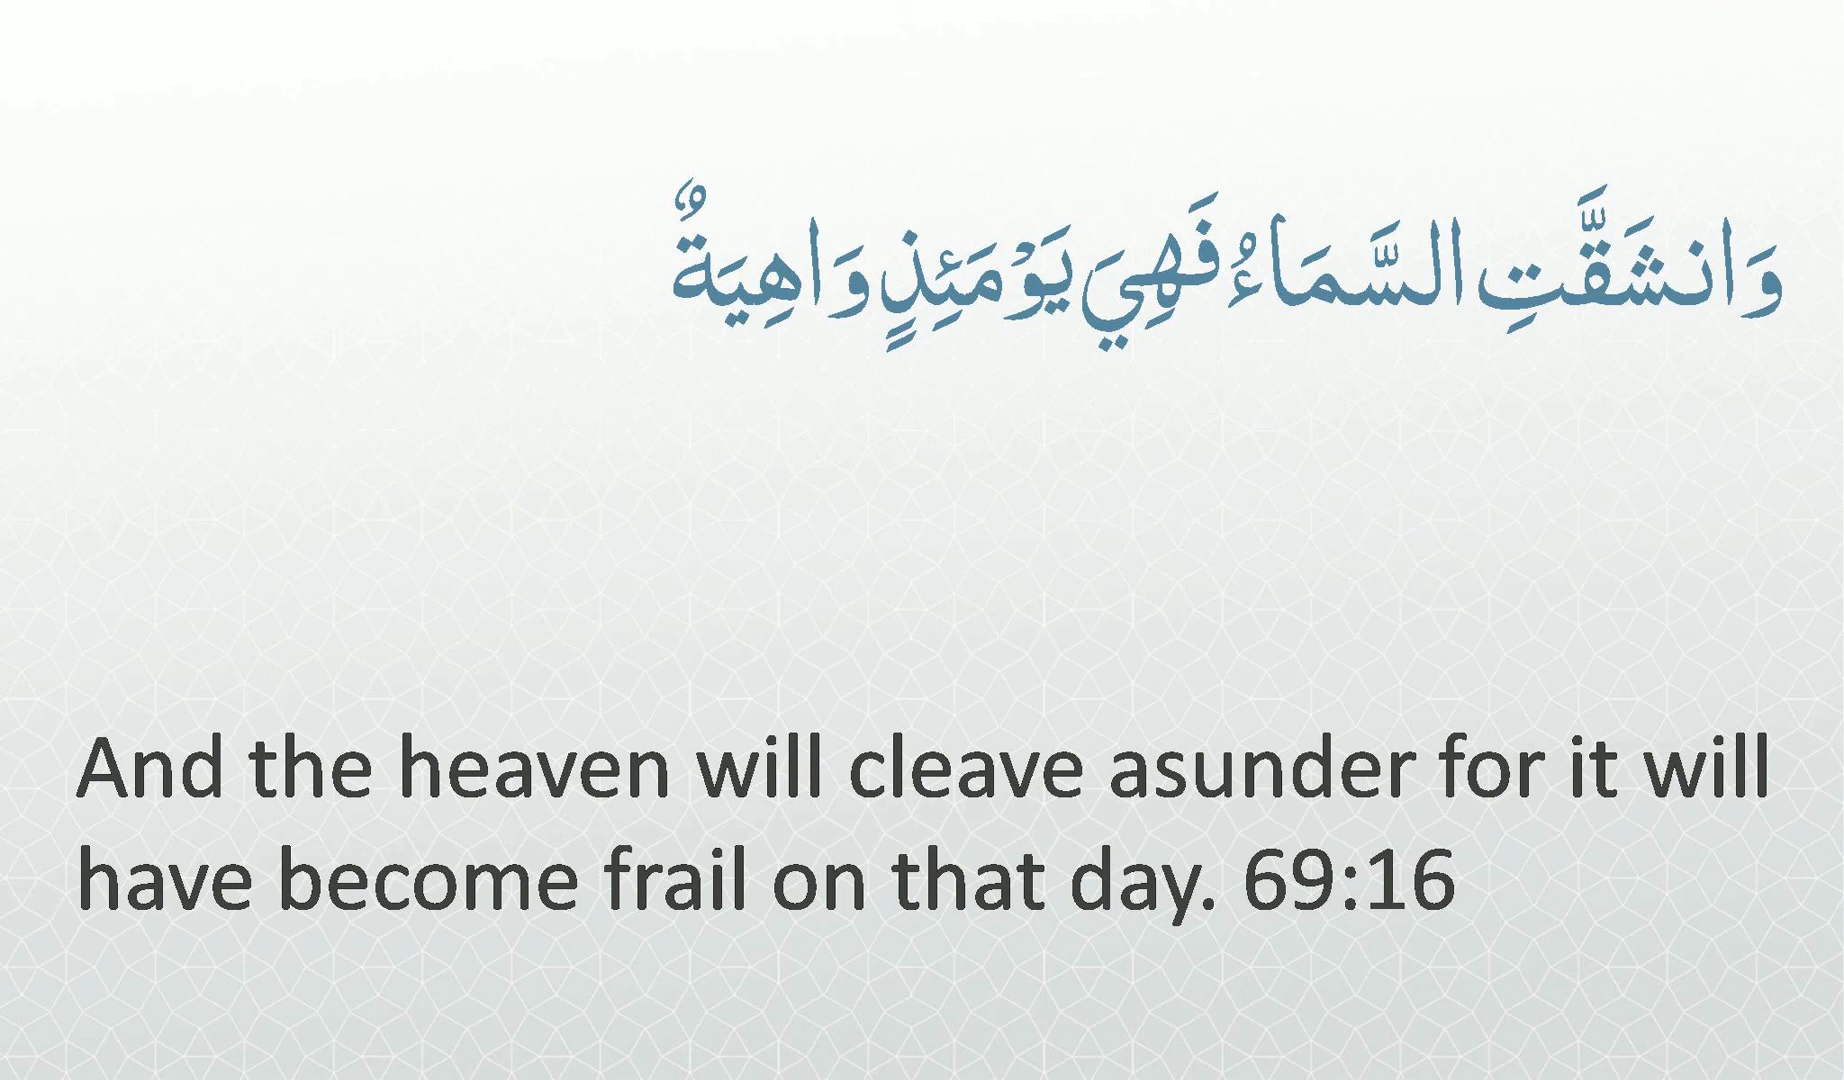 وَانشَقَّتِ السَّمَاءُ فَهِيَ يَوْمَئِذٍ وَاهِيَةٌ
And the heaven will cleave asunder for it will
have become frail on that day. 69:16